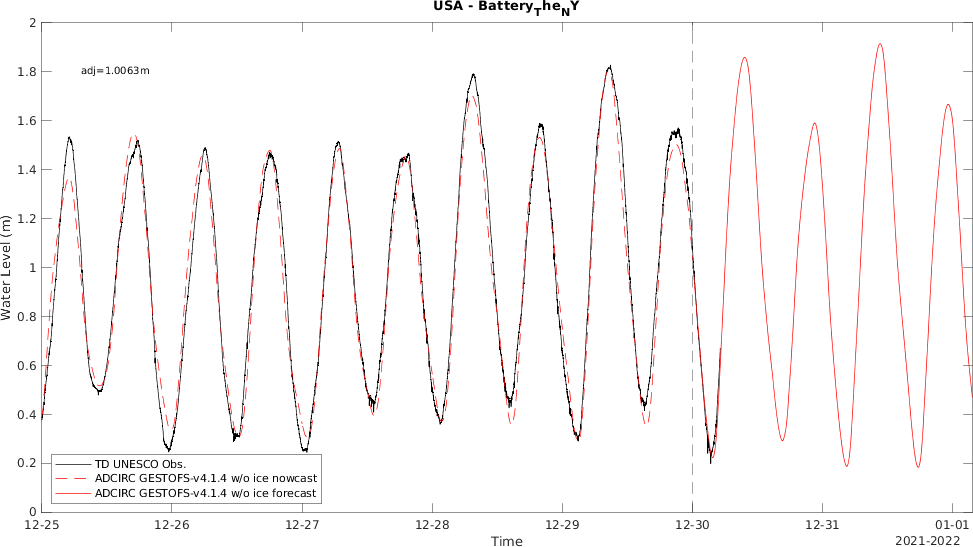 USA - Battery_The_NY
2
1.8
1.6
1.4
1.2
1
0.8
0.6
0.4
0.2
0
Water Level (m)
adj=1.0063m
TD UNESCO Obs.
ADCIRC GESTOFS-v4.1.4 w/o ice nowcast
ADCIRC GESTOFS-v4.1.4 w/o ice forecast
12-25 12-26 12-27 12-28 12-29 12-30 12-31 01-01
Time
2021-2022